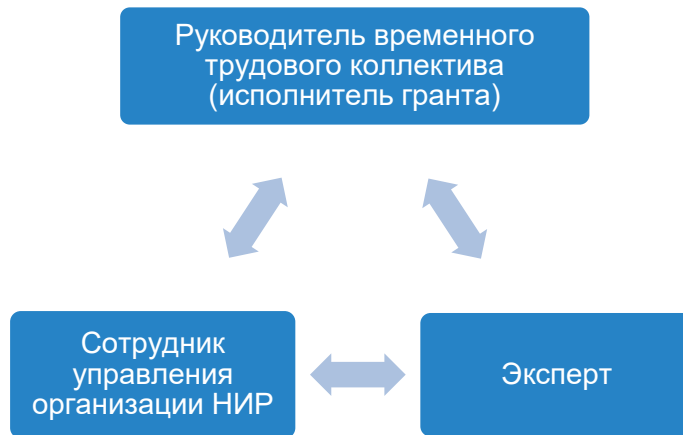 Руководитель временного
трудового коллектива
(исполнитель гранта)
Сотрудник
управления
организации НИР
Эксперт